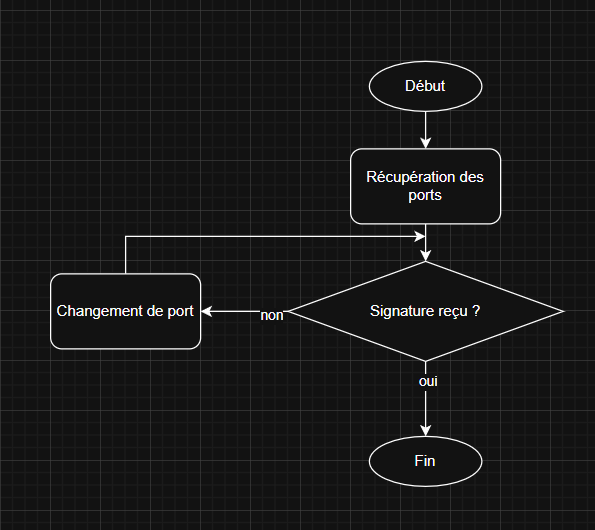 Début
Récupération des
ports
Changement de port
non
Signature reçu ?
oui
Fin